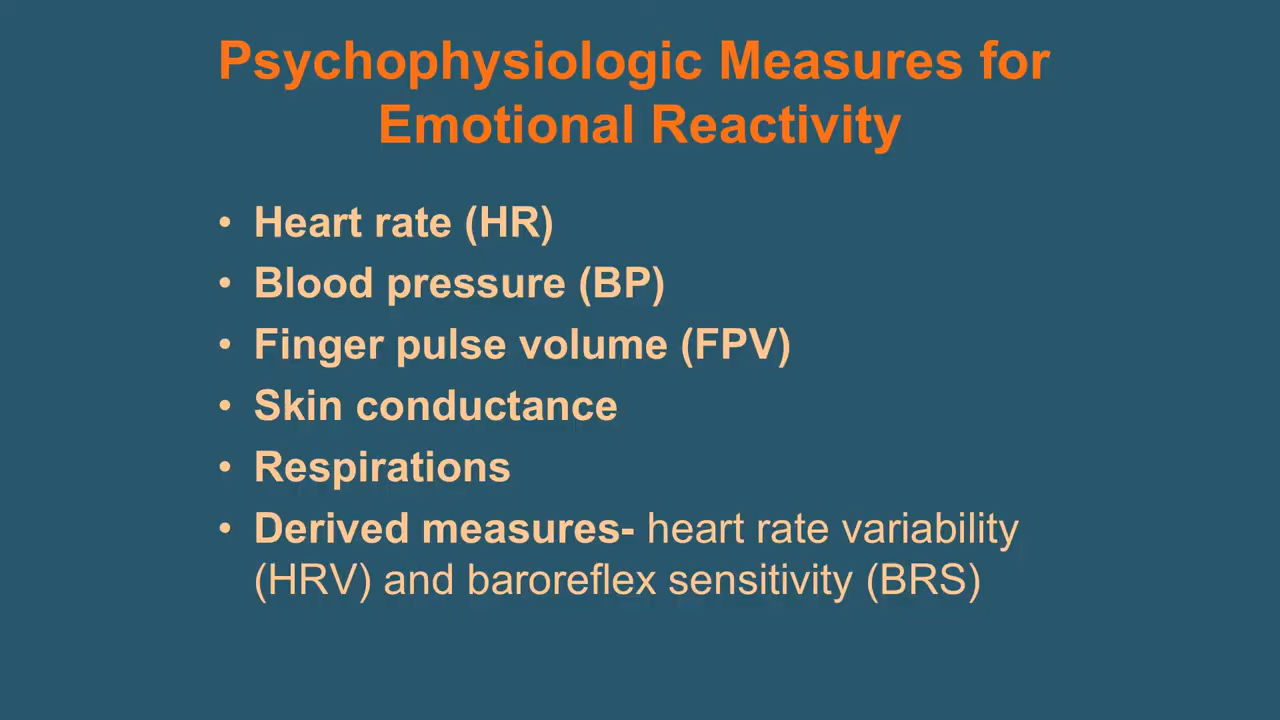 Psychophysiologic Measures for
Emotional Reactivity
• Heart rate (HR)
• Blood pressure (BP)
• Finger pulse volume (FPV)
• Skin conductance
• Respirations
• Derived measures- heart rate variability
(HRV) and baroreflex sensitivity (BRS)